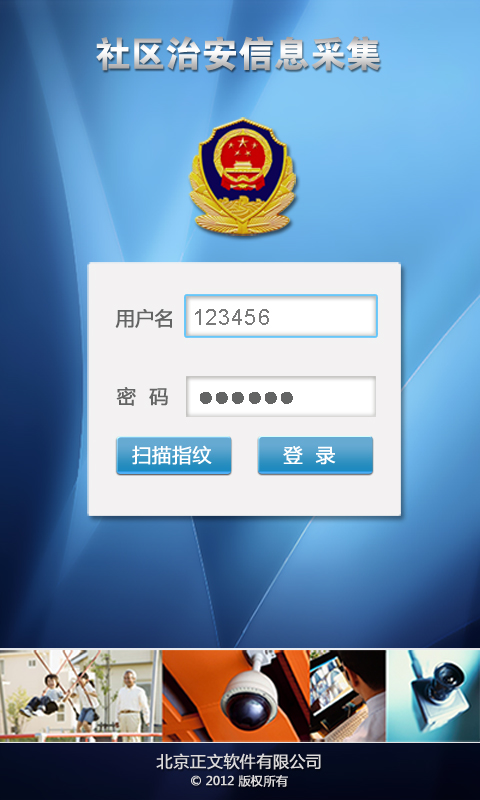 社区治安信息采集
用户名 123456
密 码 ●●●●●●
扫描指纹 登 录
北京正文软件有限公司
© 2012 版权所有